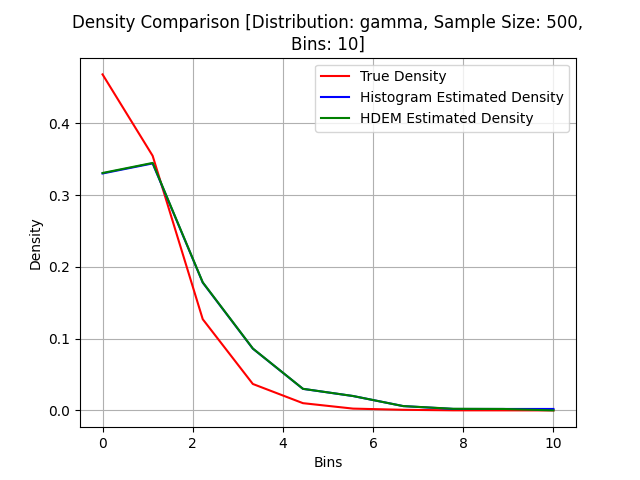 Density Comparison [Distribution: gamma, Sample Size: 500,
Bins: 10]
True Density
Histogram Estimated Density
HDEM Estimated Density
Density
0.4
0.3
0.2
0.1
0.0
0 2 4 6 8 10
Bins